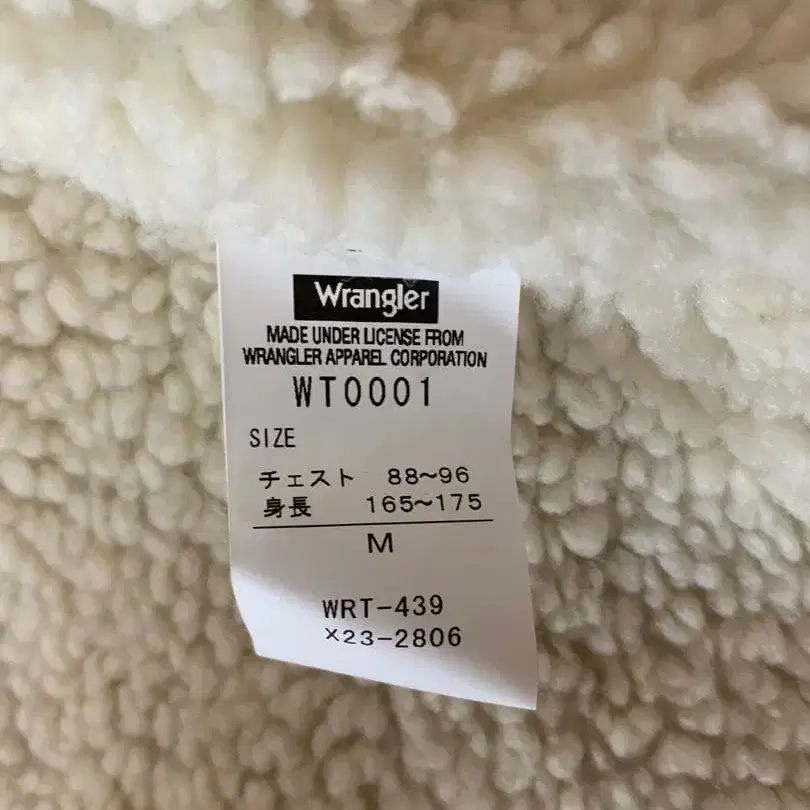 Wrangler
MADE UNDER LICENSE FROM
WRANGLER APPAREL CORPORATION
WT0001
SIZE
チェスト 88~96
身長 165~175
M
WRT-439
×23-2806